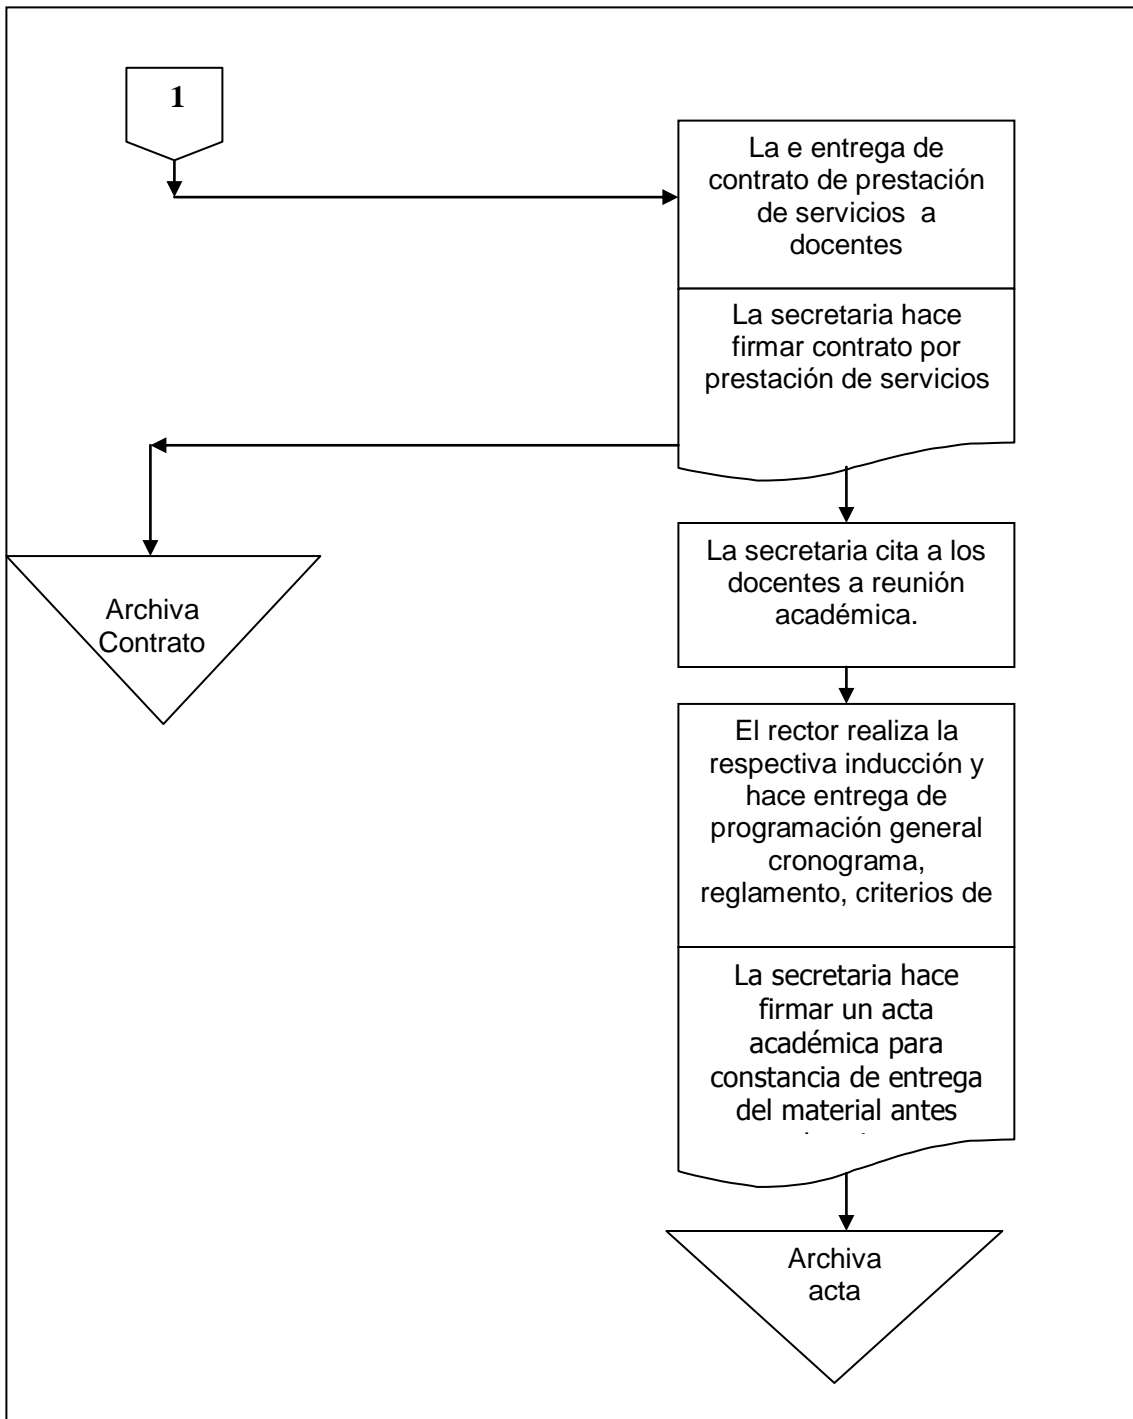 1
La e entrega de
contrato de prestación
de servicios a
docentes
La secretaria hace
firmar contrato por
prestación de servicios
Archiva
Contrato
La secretaria cita a los
docentes a reunión
académica.
El rector realiza la
respectiva inducción y
hace entrega de
programación general
cronograma,
reglamento, criterios de
La secretaria hace
firmar un acta
académica para
constancia de entrega
del material antes
Archiva
acta